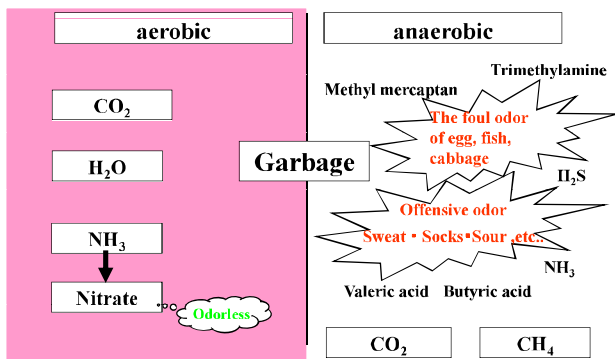 aerobic
anaerobic
CO2
H2O
NH3
Nitrate
Odorless
Garbage
Methyl mercaptan
Trimethylamine
The foul odor
of egg, fish,
cabbage
H2S
Offensive odor
Sweat・Socks・Sour ,etc..
NH3
Valeric acid
Butyric acid
CO2
CH4